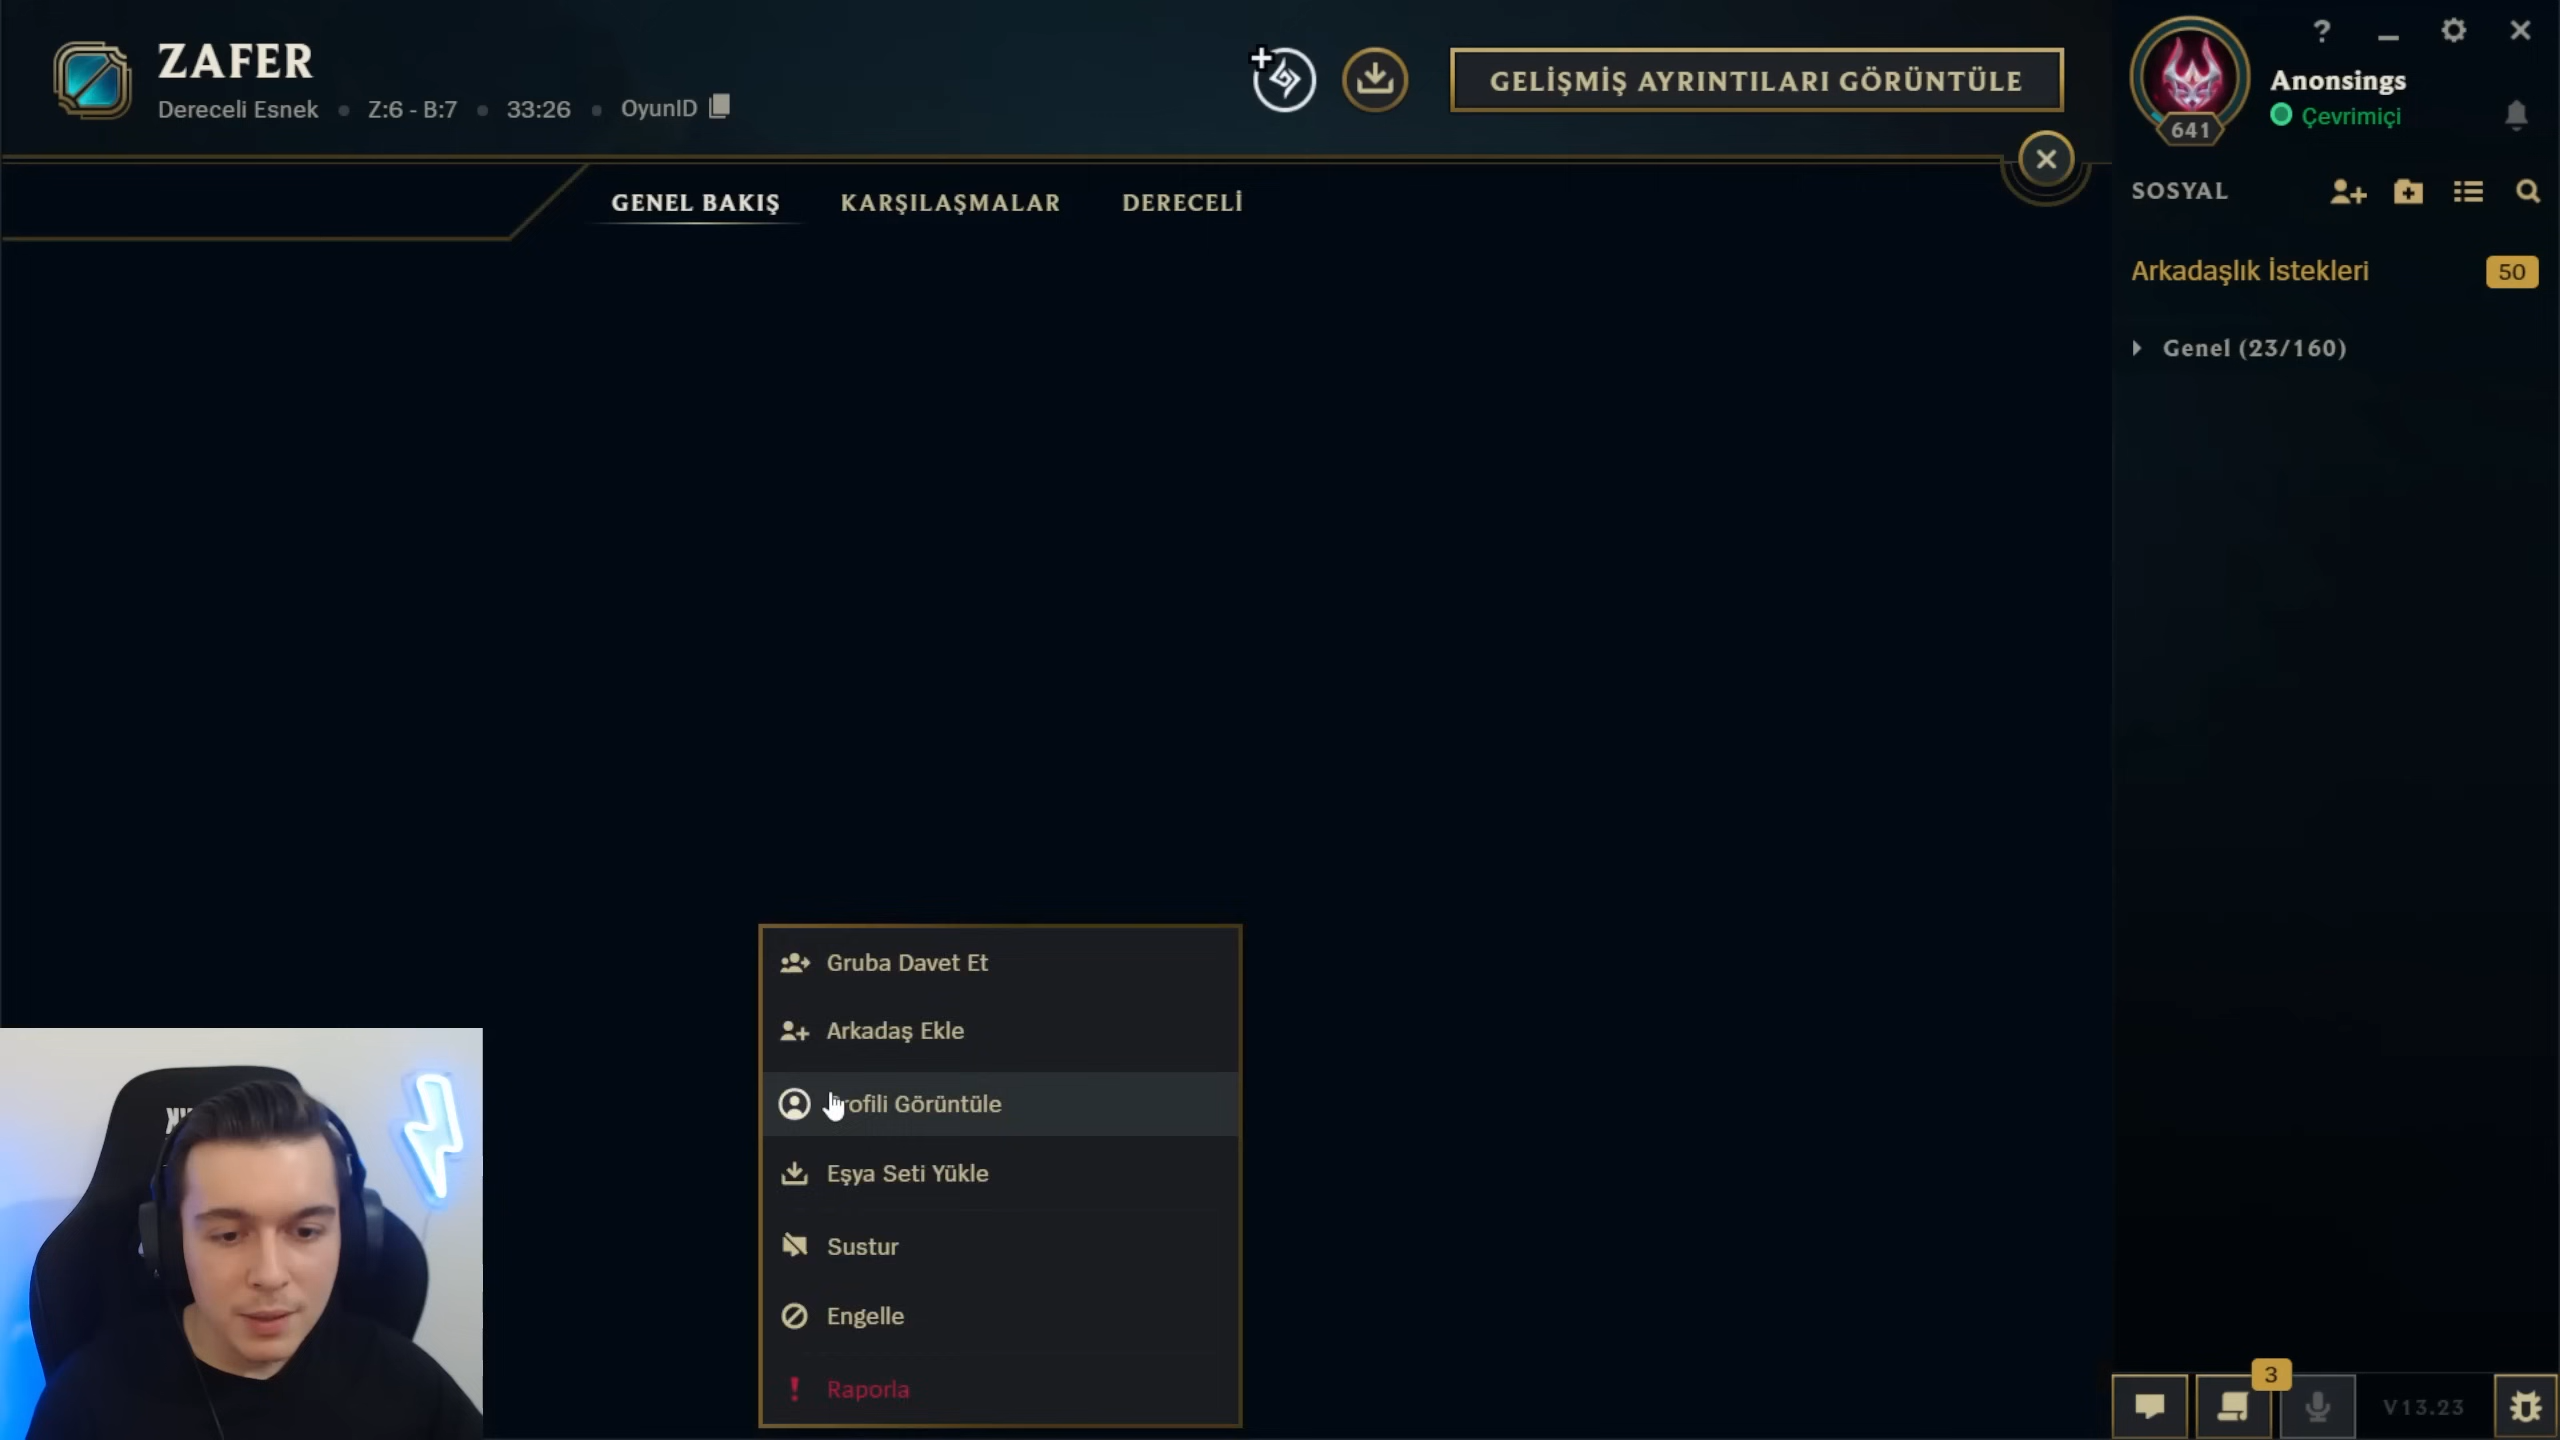 ZAFER
Dereceli Esnek • Z:6 - B:7 • 33:26 • OyunID
GELİŞMİŞ AYRINTILARI GÖRÜNTÜLE
GENEL BAKIŞ
KARŞILAŞMALAR
DERECELİ
?
Anonsings
Çevrimiçi
641
SOSYAL
Arkadaşlık İstekleri
50
Genel (23/160)
Gruba Davet Et
Arkadaş Ekle
rofili Görüntüle
Eşya Seti Yükle
Sustur
Engelle
! Raporla
3
V13.23